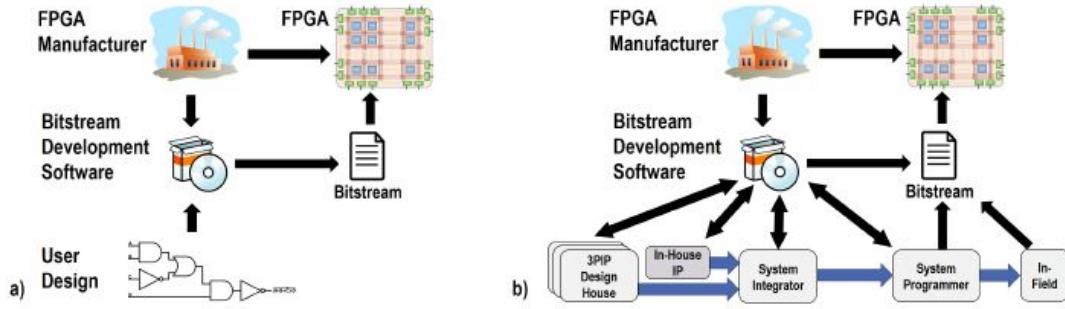 FPGA
Manufacturer
FPGA
Bitstream
Development
Software
Bitstream
User
Design
a)
FPGA
Manufacturer
FPGA
Bitstream
Development
Software
Bitstream
3PIP
Design
House
In-House
IP
System
Integrator
System
Programmer
In-
Field
b)